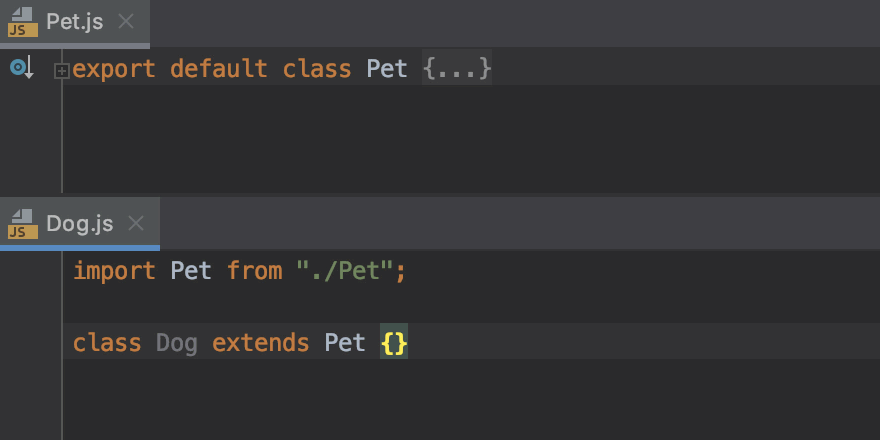 JS Pet.js
export default class Pet {...}
JS Dog.js
import Pet from "./Pet";
class Dog extends Pet {}